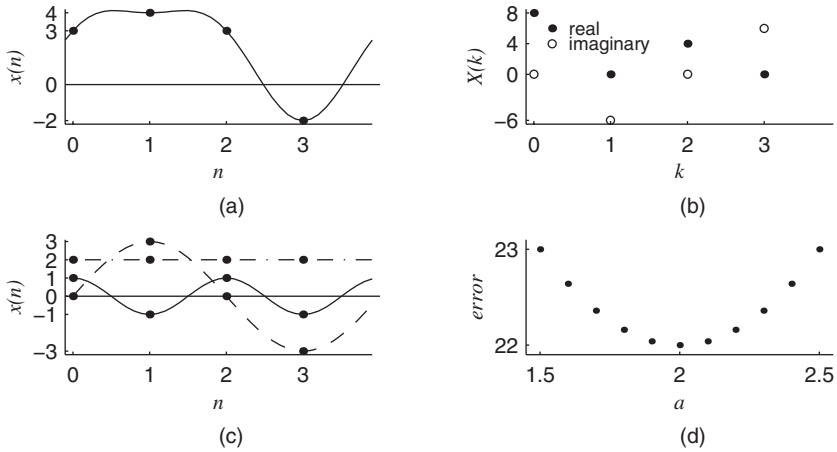 4
3
0
−2
x(n)
0 1 2 3
n
(a)
8
4
0
−6
X(k)
real
imaginary
0 1 2 3
k
(b)
3
2
1
0
−1
−3
x(n)
0 1 2 3
n
(c)
23
22
error
1.5 2 2.5
a
(d)